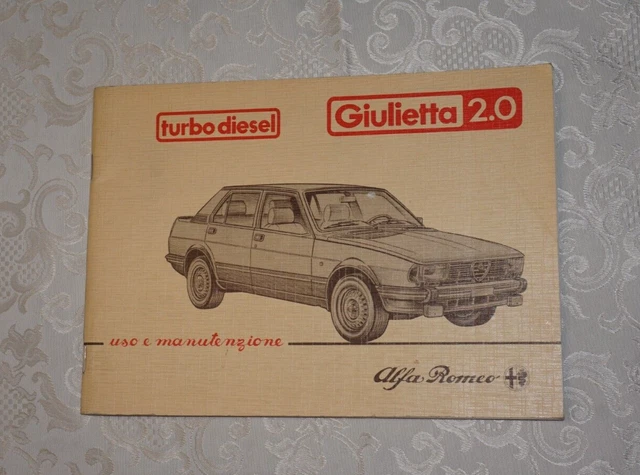 turbo diesel
Giulietta 2.0
uso e manutenzione
Alfa Romeo